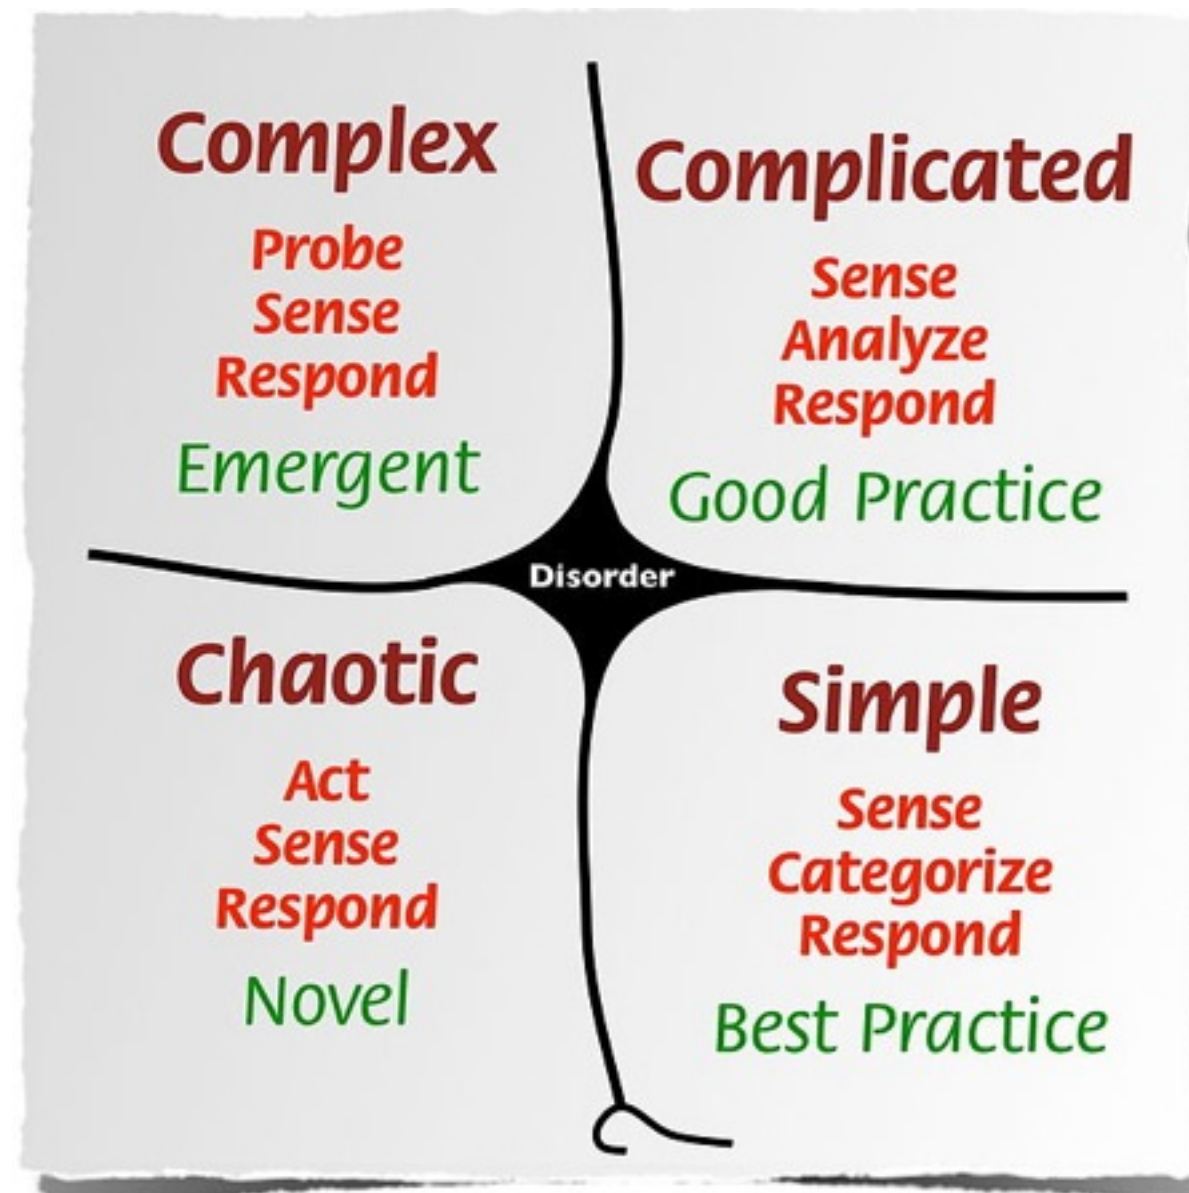 Complex
Probe
Sense
Respond
Emergent
Complicated
Sense
Analyze
Respond
Good Practice
Disorder
Chaotic
Act
Sense
Respond
Novel
Simple
Sense
Categorize
Respond
Best Practice